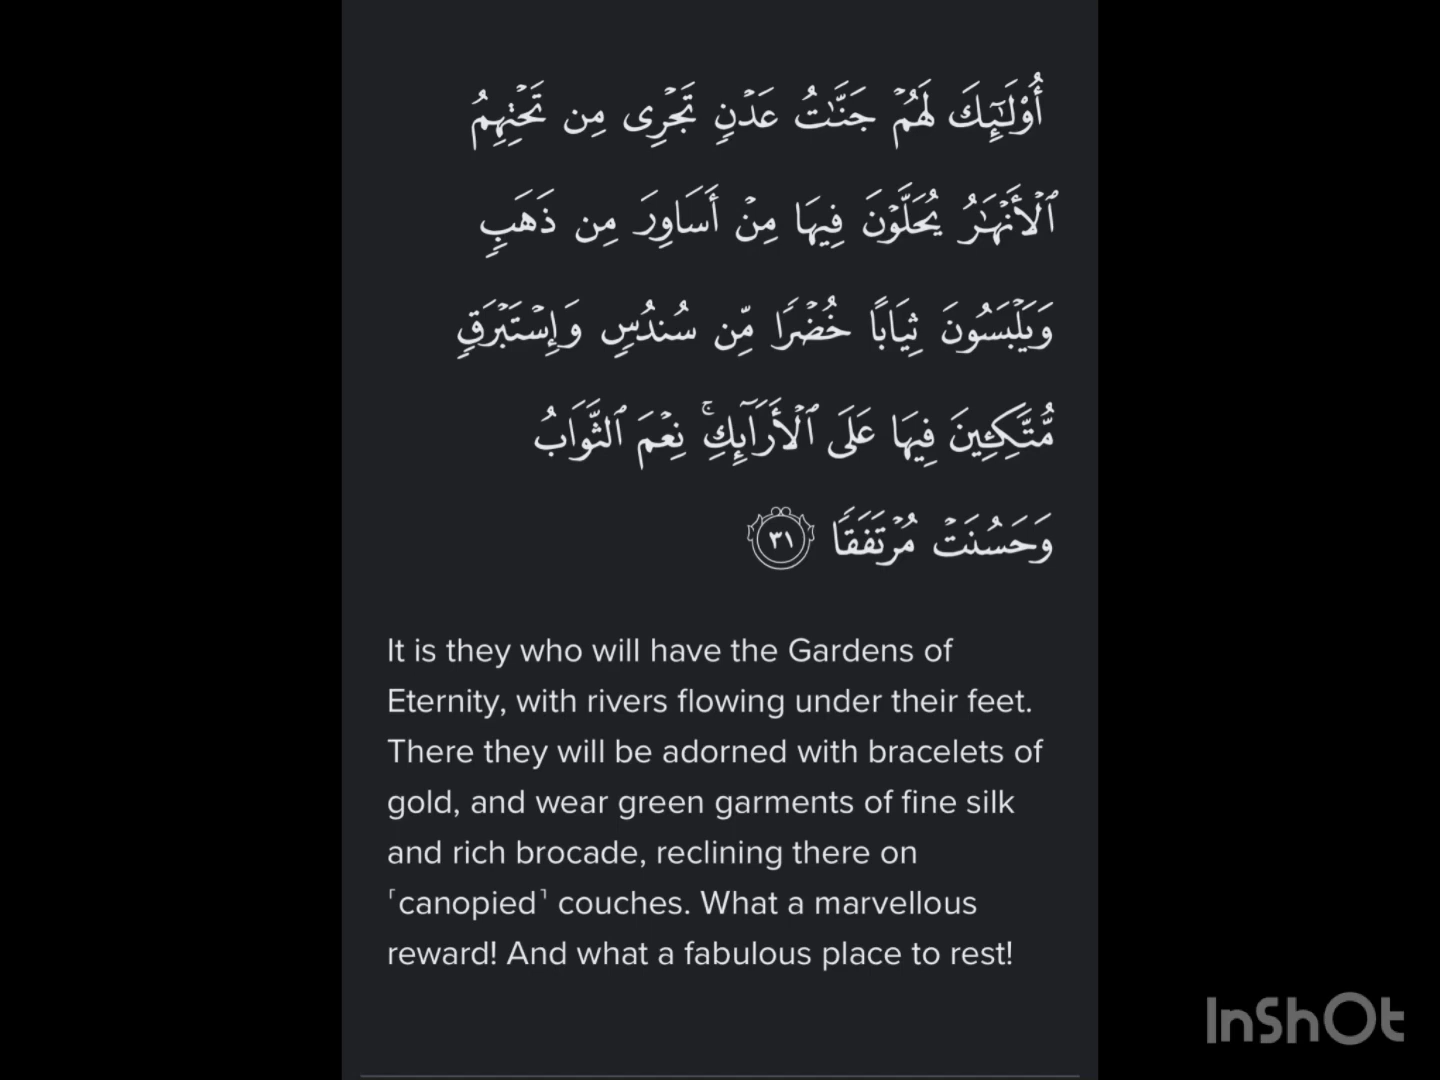 أُو۟لَـٰٓئِكَ لَهُمْ جَنَّـٰتُ عَدْنٍ تَجْرِى مِن تَحْتِهِمُ
ٱلْأَنْهَـٰرُ يُحَلَّوْنَ فِيهَا مِنْ أَسَاوِرَ مِن ذَهَبٍ
وَيَلْبَسُونَ ثِيَابًا خُضْرًا مِّن سُندُسٍ وَإِسْتَبْرَقٍ
مُّتَّكِـِٔينَ فِيهَا عَلَى ٱلْأَرَآئِكِ ۚ نِعْمَ ٱلثَّوَابُ
وَحَسُنَتْ مُرْتَفَقًا ٣١
It is they who will have the Gardens of
Eternity, with rivers flowing under their feet.
There they will be adorned with bracelets of
gold, and wear green garments of fine silk
and rich brocade, reclining there on
˹canopied˺ couches. What a marvellous
reward! And what a fabulous place to rest!
InShOt